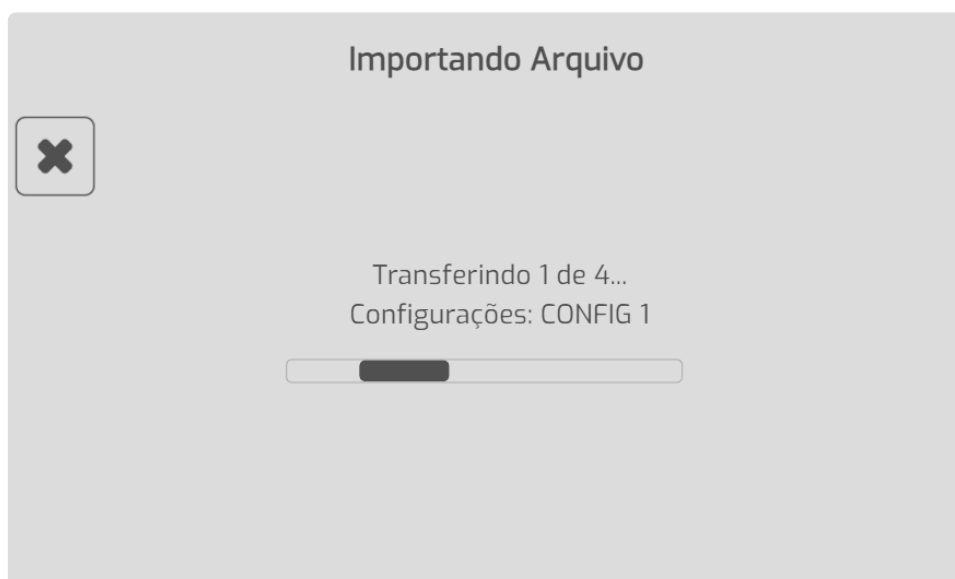 Importando Arquivo
Transferindo 1 de 4...
Configurações: CONFIG 1